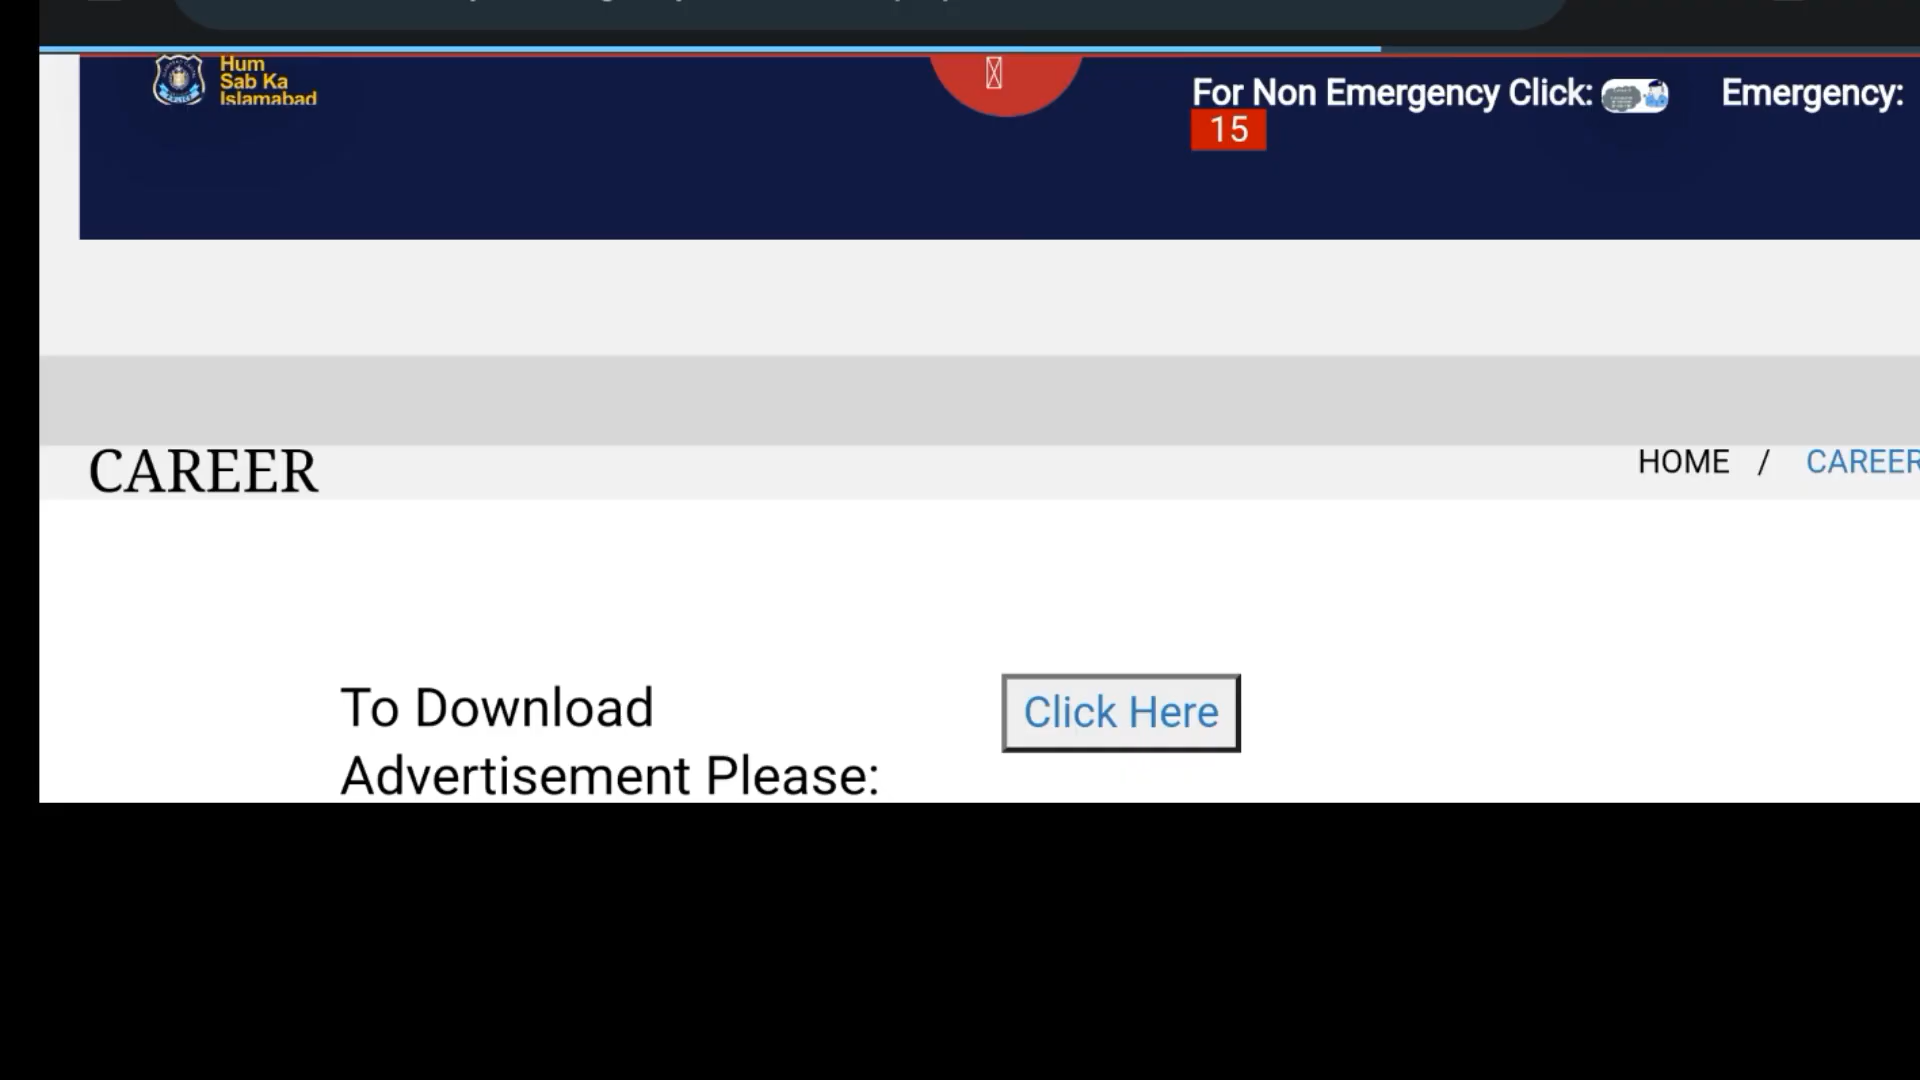 Hum
Sab Ka
Islamabad
For Non Emergency Click:
Emergency:
15
CAREER
HOME / CAREER
To Download
Click Here
Advertisement Please: